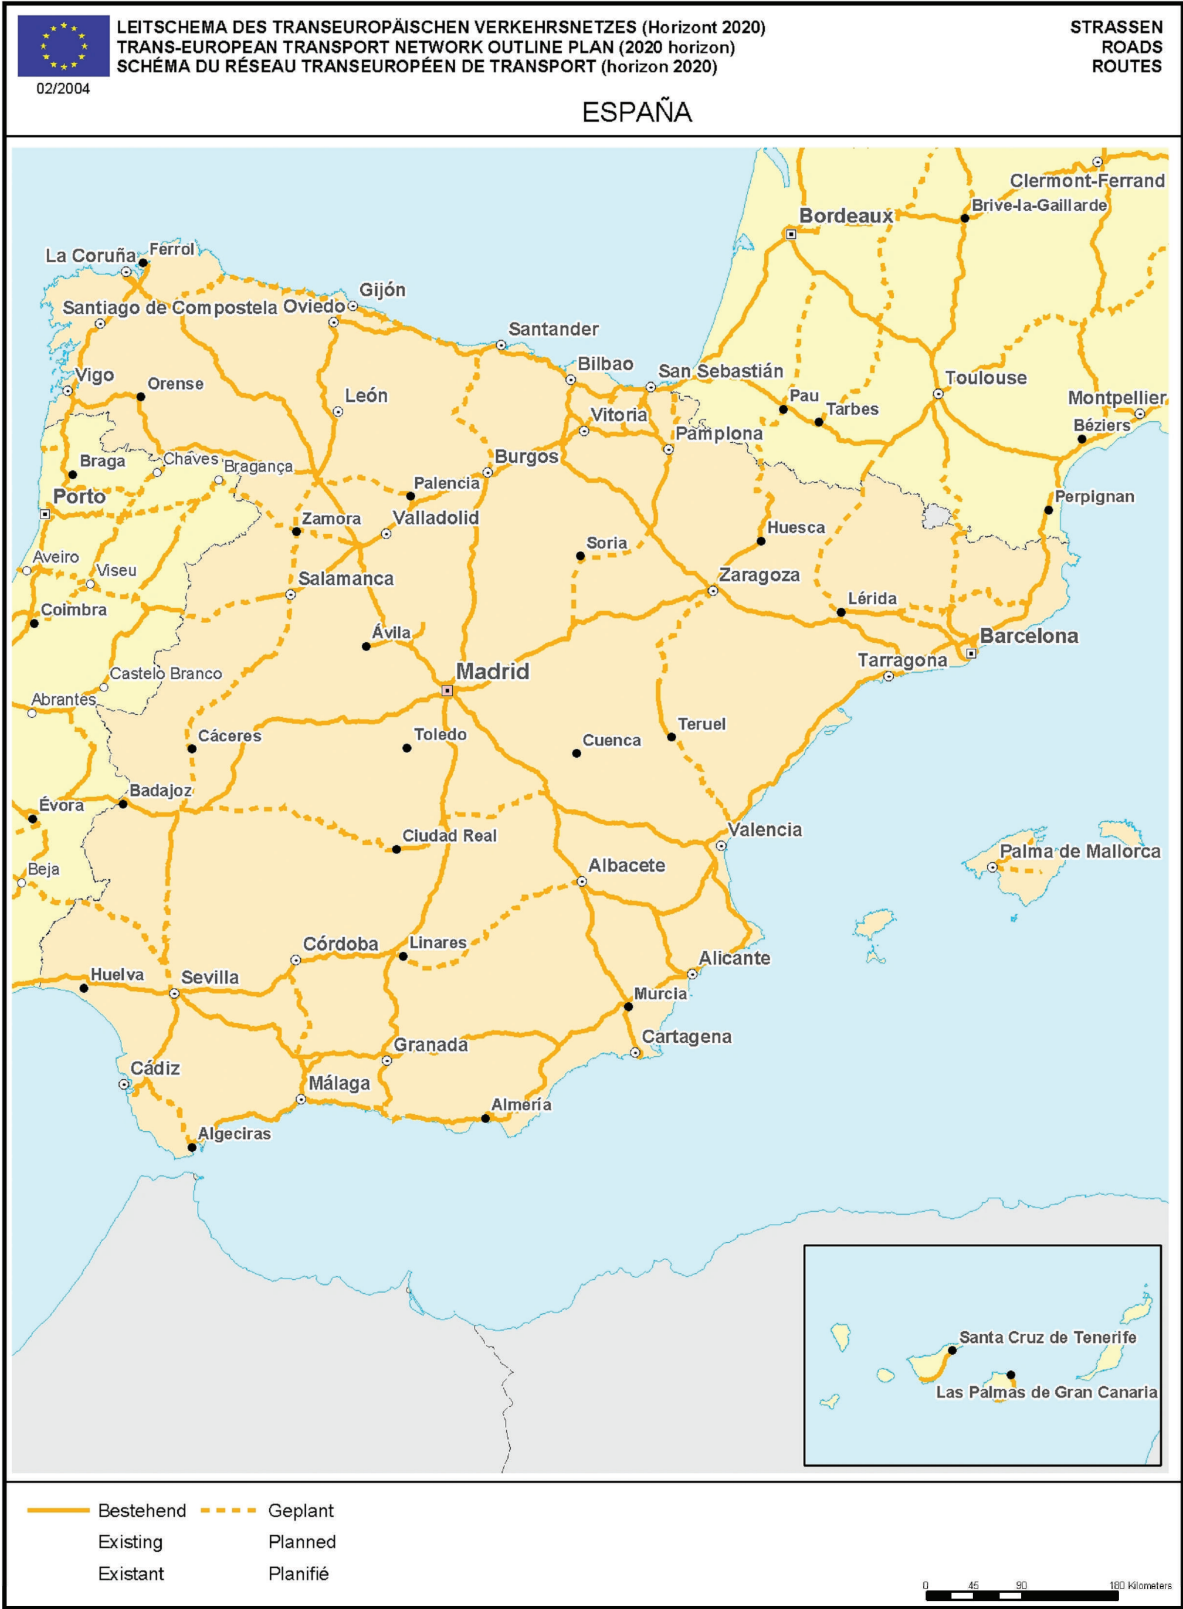 LEITSCHEMA DES TRANSEUROPÄISCHEN VERKEHRSNETZES (Horizont 2020)
TRANS-EUROPEAN TRANSPORT NETWORK OUTLINE PLAN (2020 horizon)
SCHÉMA DU RÉSEAU TRANSEUROPÉEN DE TRANSPORT (horizon 2020)
STRASSEN
ROADS
ROUTES
02/2004
ESPAÑA
Clermont-Ferrand
Brive-la-Gaillarde
Bordeaux
La Coruña
Ferrol
Gijón
Santiago de Compostela
Oviedo
Santander
Bilbao
San Sebastián
Toulouse
Vigo
Orense
León
Vitoria
Pau
Tarbes
Montpellier
Béziers
Pamplona
Braga
Chaves
Bragança
Burgos
Porto
Palencia
Perpignan
Zamora
Valladolid
Huesca
Aveiro
Viseu
Soria
Salamanca
Zaragoza
Coimbra
Lérida
Ávila
Barcelona
Castelo Branco
Madrid
Tarragona
Abrantes
Cáceres
Toledo
Cuenca
Teruel
Évora
Badajoz
Ciudad Real
Valencia
Palma de Mallorca
Beja
Albacete
Córdoba
Linares
Alicante
Huelva
Sevilla
Murcia
Granada
Cartagena
Cádiz
Málaga
Almería
Algeciras
Santa Cruz de Tenerife
Las Palmas de Gran Canaria
Bestehend
Geplant
Existing
Planned
Existant
Planifié
0 45 90 180 Kilometers